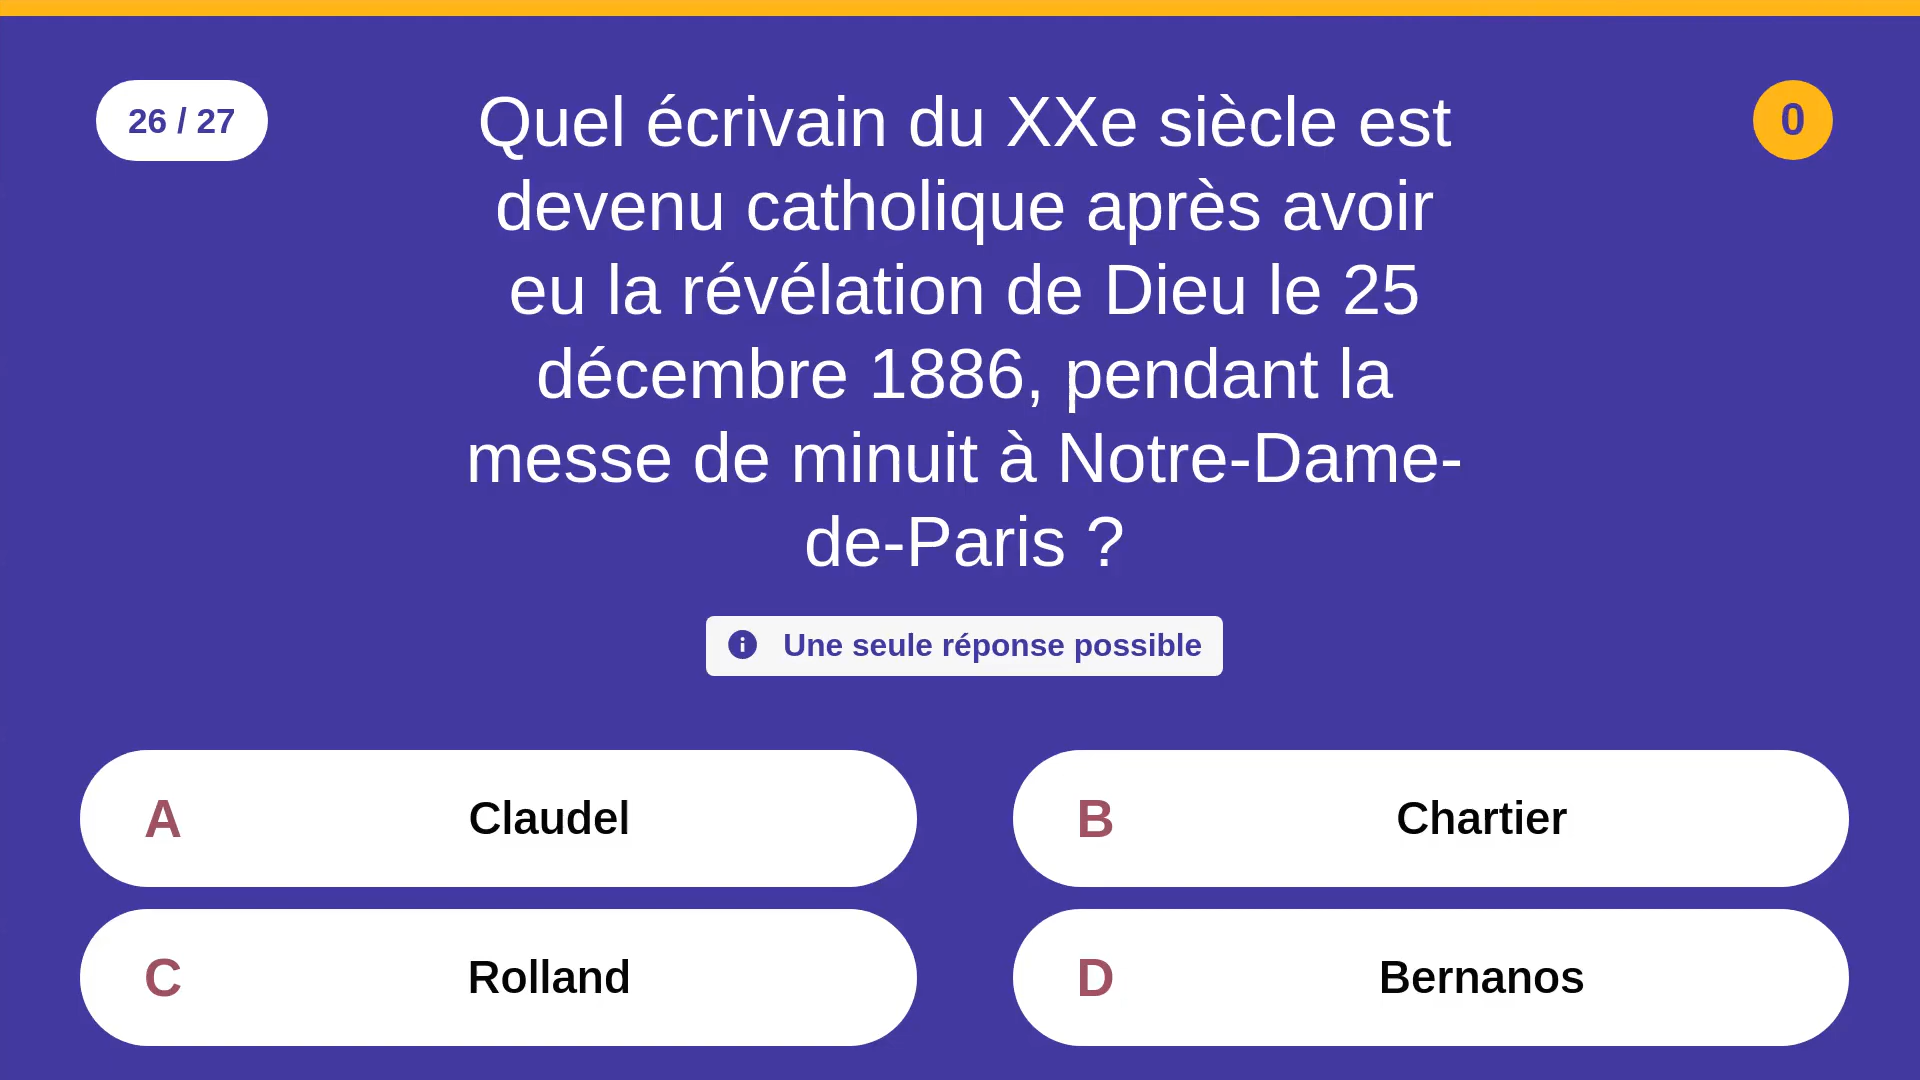 26 / 27
Quel écrivain du XXe siècle est
devenu catholique après avoir
eu la révélation de Dieu le 25
décembre 1886, pendant la
messe de minuit à Notre-Dame-
de-Paris ?
0
Une seule réponse possible
A Claudel
B Chartier
C Rolland
D Bernanos